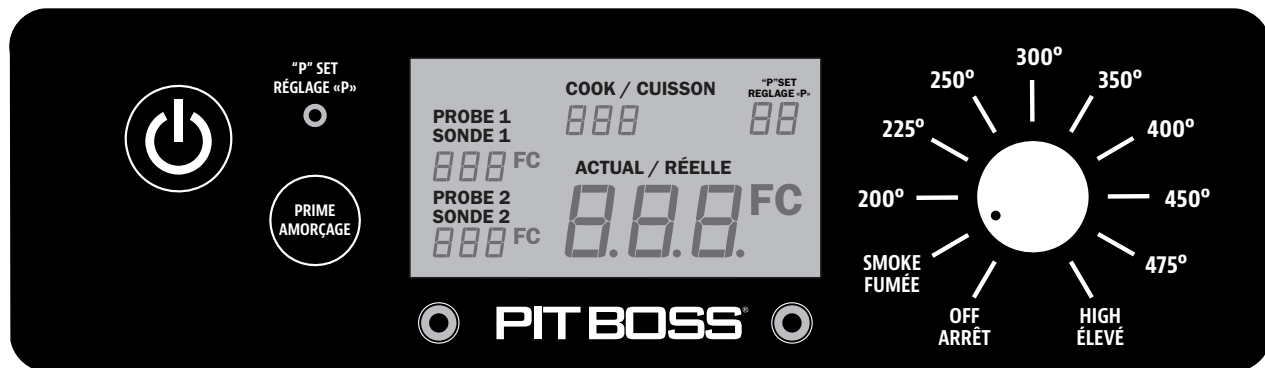 "P" SET
RÉGLAGE «P»
PRIME
AMORÇAGE
COOK / CUISSON
888
"P"SET
REGLAGE «P»
88
PROBE 1
SONDE 1
888 FC
ACTUAL / RÉELLE
8.8.8. FC
PROBE 2
SONDE 2
888 FC
PIT BOSS®
300º
250º
350º
225º
400º
200º
450º
SMOKE
FUMÉE
475º
OFF
ARRÊT
HIGH
ÉLEVÉ